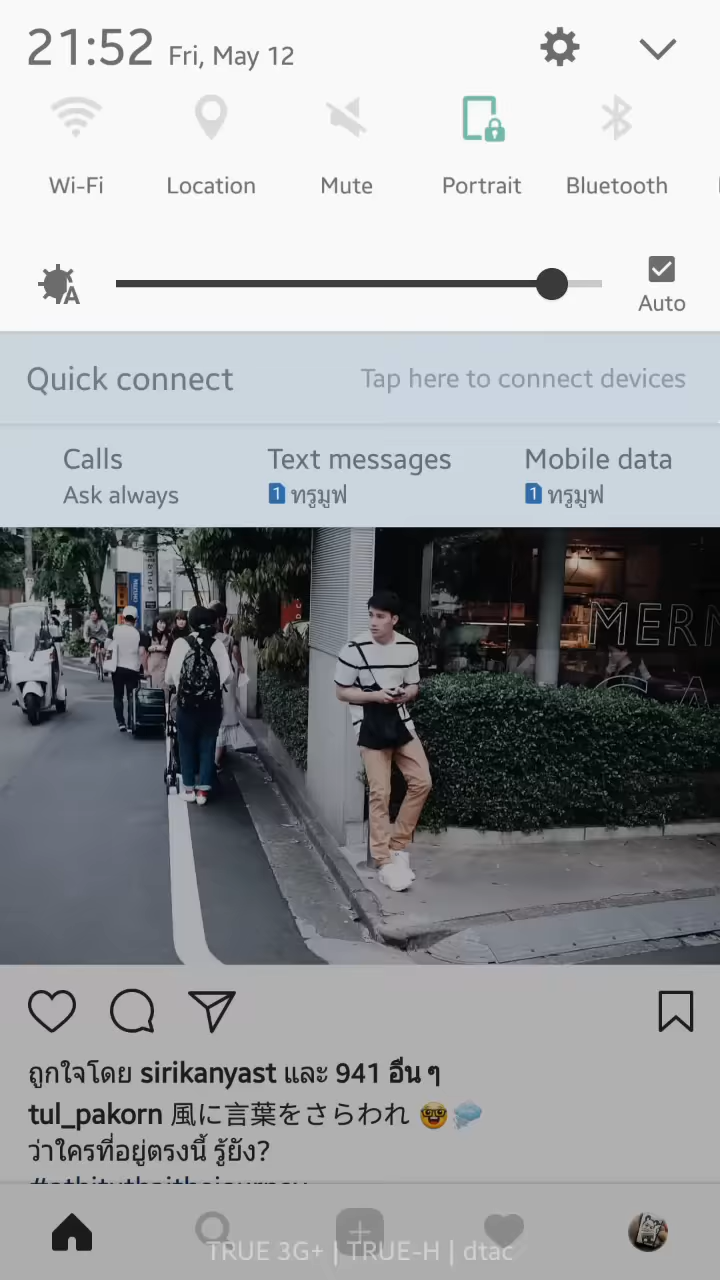 21:52 Fri, May 12
Wi-Fi Location Mute Portrait Bluetooth
A
Auto
Quick connect Tap here to connect devices
Calls Text messages Mobile data
Ask always 1 ทรูมูฟ 1 ทรูมูฟ
MERM
CA
ถูกใจโดย sirikanyast และ 941 อื่น ๆ
tul_pakorn 風に言葉をさらわれ 🤓🌧️
ว่าใครที่อยู่ตรงนี้ รู้ยัง?
TRUE 3G+ | TRUE-H | dtac